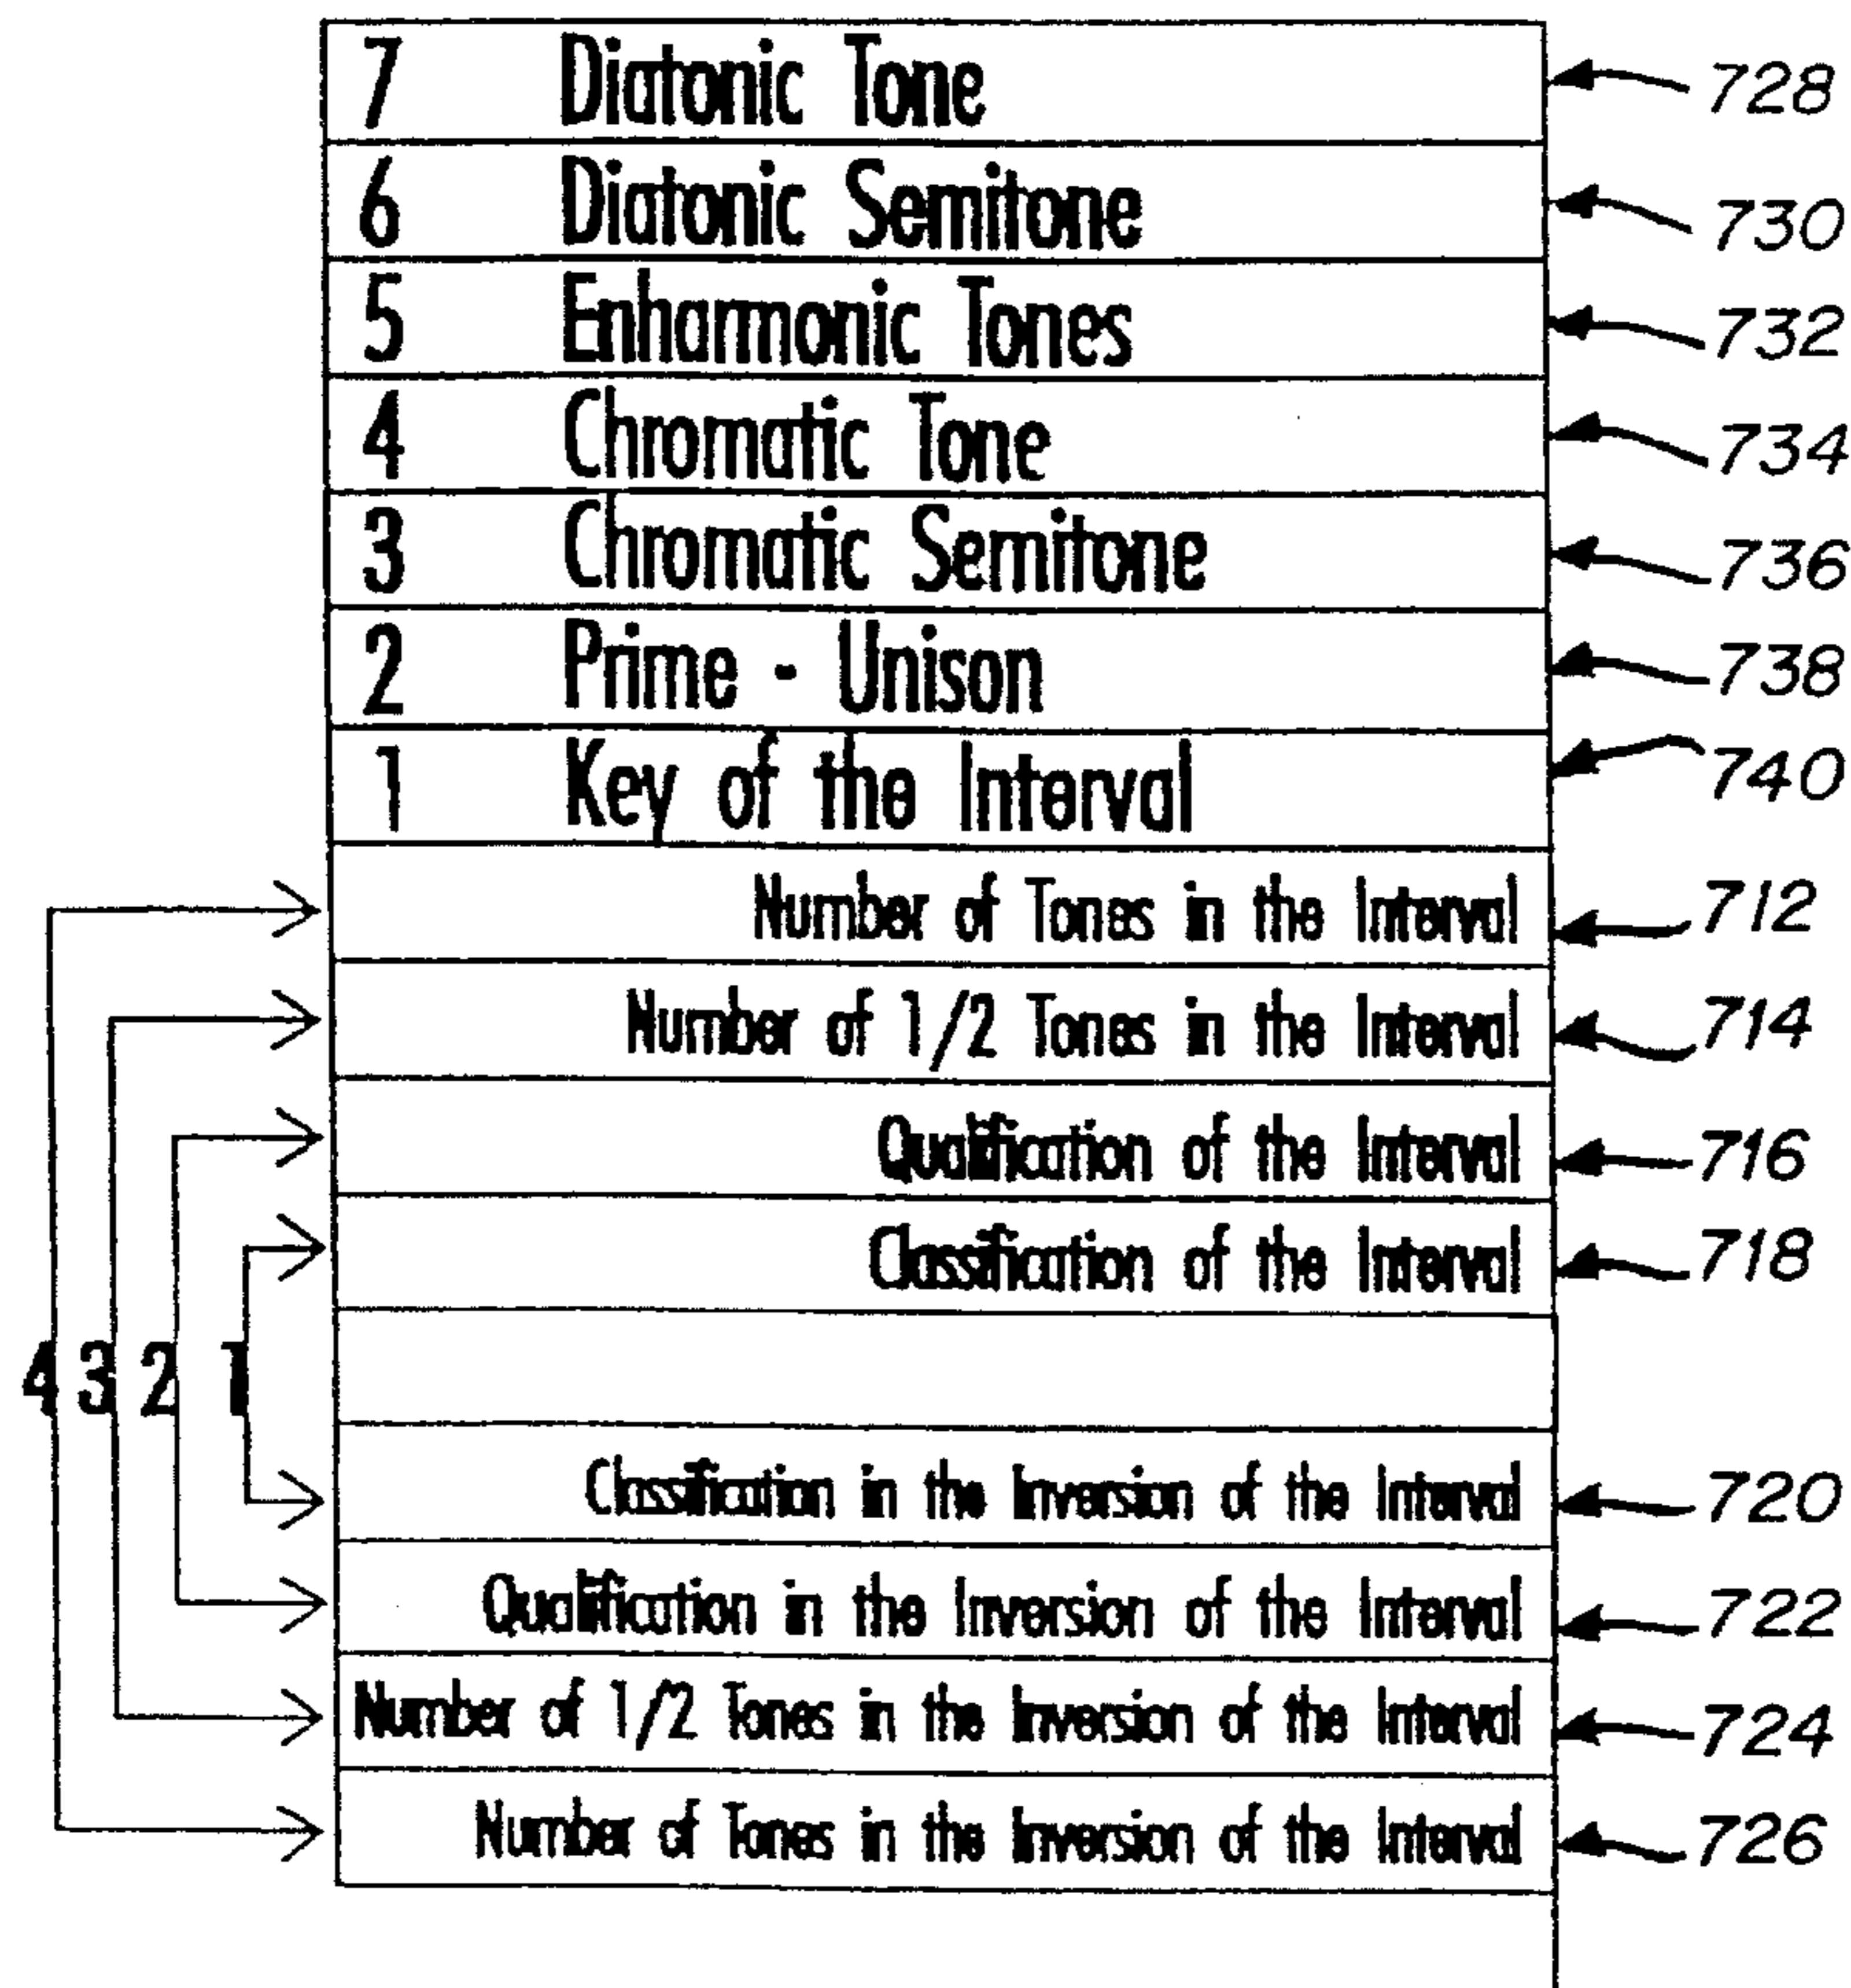 7 Diatonic Tone 728
6 Diatonic Semitone 730
5 Enharmonic Tones 732
4 Chromatic Tone 734
3 Chromatic Semitone 736
2 Prime - Unison 738
1 Key of the Interval 740
Number of Tones in the Interval 712
Number of 1/2 Tones in the Interval 714
Qualification of the Interval 716
Classification of the Interval 718
4 3 2 1
Classification in the Inversion of the Interval 720
Qualification in the Inversion of the Interval 722
Number of 1/2 Tones in the Inversion of the Interval 724
Number of Tones in the Inversion of the Interval 726